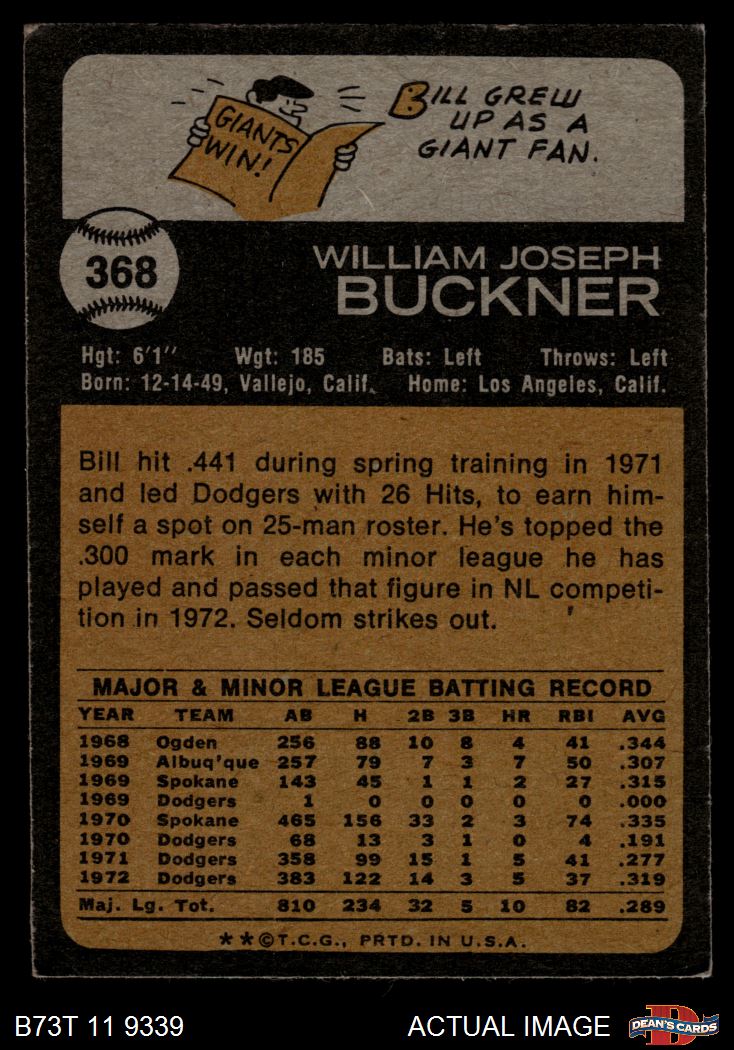 GIANTS
WIN!
BILL GREW
UP AS A
GIANT FAN.
368
WILLIAM JOSEPH
BUCKNER
Hgt: 6'1" Wgt: 185 Bats: Left Throws: Left
Born: 12-14-49, Vallejo, Calif. Home: Los Angeles, Calif.
Bill hit .441 during spring training in 1971
and led Dodgers with 26 Hits, to earn him-
self a spot on 25-man roster. He's topped the
.300 mark in each minor league he has
played and passed that figure in NL competi-
tion in 1972. Seldom strikes out.
MAJOR & MINOR LEAGUE BATTING RECORD
YEAR TEAM AB H 2B 3B HR RBI AVG
1968 Ogden 256 88 10 8 4 41 .344
1969 Albuq'que 257 79 7 3 7 50 .307
1969 Spokane 143 45 1 1 2 27 .315
1969 Dodgers 1 0 0 0 0 0 .000
1970 Spokane 465 156 33 2 3 74 .335
1970 Dodgers 68 13 3 1 0 4 .191
1971 Dodgers 358 99 15 1 5 41 .277
1972 Dodgers 383 122 14 3 5 37 .319
Maj. Lg. Tot. 810 234 32 5 10 82 .289
**©T.C.G., PRTD. IN U.S.A.
B73T 11 9339 ACTUAL IMAGE
DEAN'S CARDS